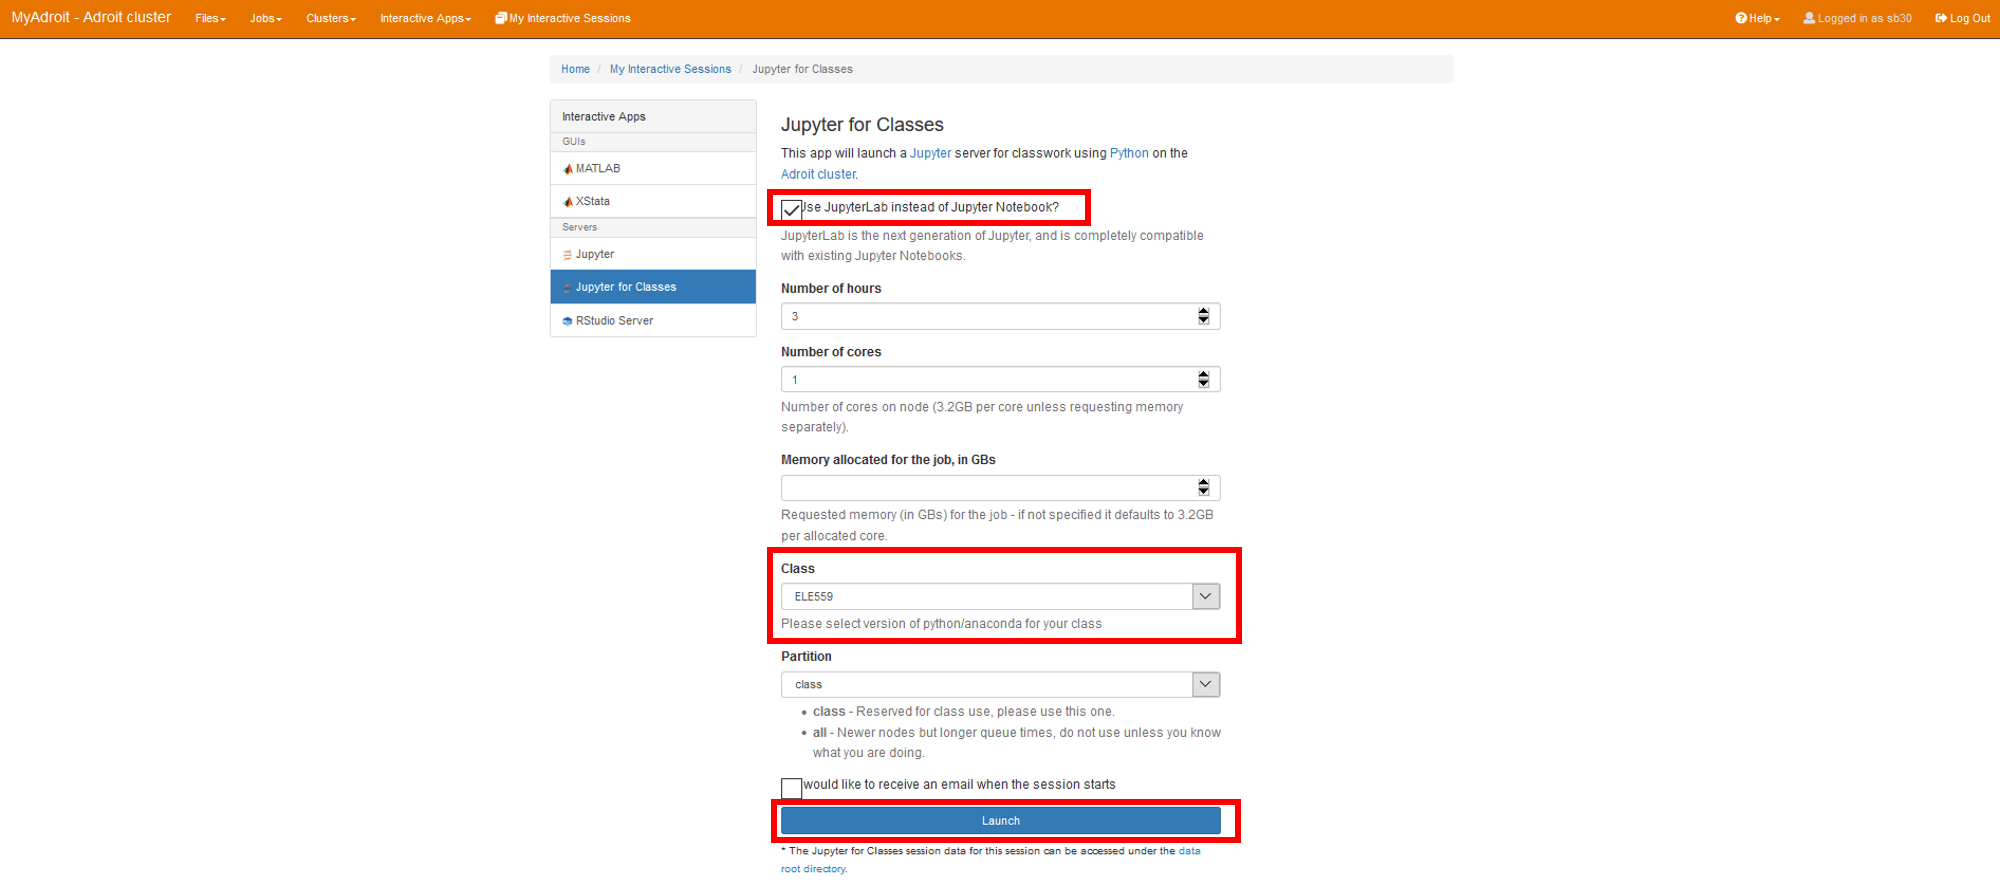 MyAdroit - Adroit cluster Files Jobs Clusters Interactive Apps My Interactive Sessions Help Logged in as sb30 Log Out
Home / My Interactive Sessions / Jupyter for Classes
Interactive Apps
GUIs
MATLAB
XStata
Servers
Jupyter
Jupyter for Classes
RStudio Server
Jupyter for Classes
This app will launch a Jupyter server for classwork using Python on the
Adroit cluster.
Use JupyterLab instead of Jupyter Notebook?
JupyterLab is the next generation of Jupyter, and is completely compatible
with existing Jupyter Notebooks.
Number of hours
3
Number of cores
1
Number of cores on node (3.2GB per core unless requesting memory
separately).
Memory allocated for the job, in GBs
Requested memory (in GBs) for the job - if not specified it defaults to 3.2GB
per allocated core.
Class
ELE559
Please select version of python/anaconda for your class
Partition
class
• class - Reserved for class use, please use this one.
• all - Newer nodes but longer queue times, do not use unless you know
what you are doing.
would like to receive an email when the session starts
Launch
* The Jupyter for Classes session data for this session can be accessed under the data
root directory.